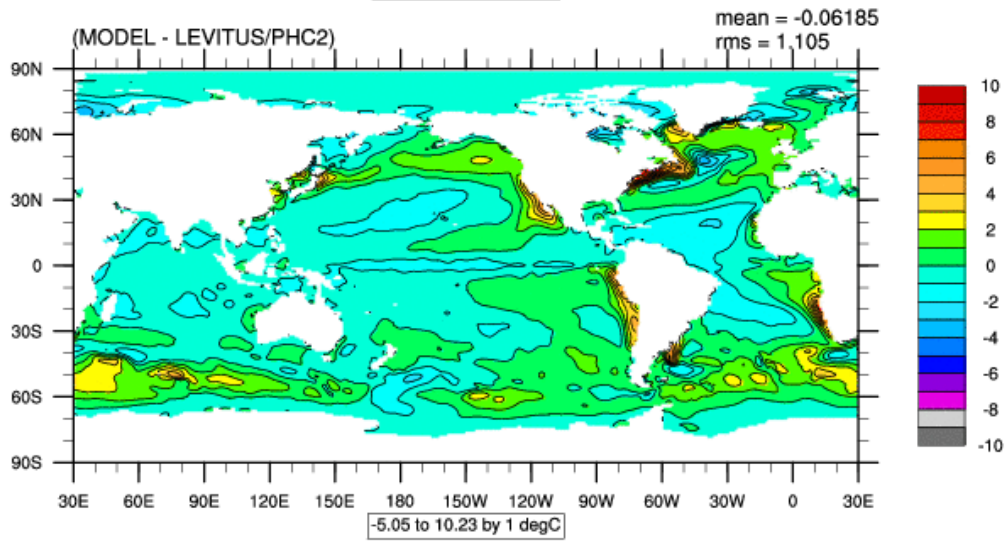 mean = -0.06185
(MODEL - LEVITUS/PHC2)
rms = 1.105
90N
60N
30N
0
30S
60S
90S
30E 60E 90E 120E 150E 180 150W 120W 90W 60W 30W 0 30E
-5.05 to 10.23 by 1 degC
10
8
6
4
2
0
-2
-4
-6
-8
-10